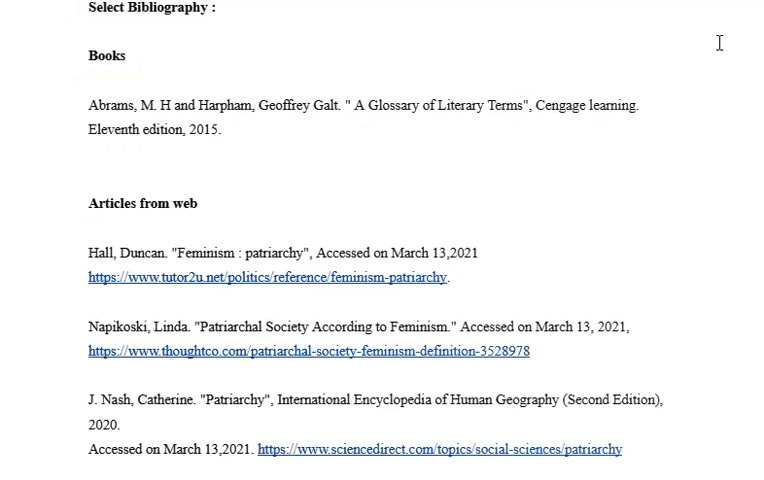 Select Bibliography :
Books
Abrams, M. H and Harpham, Geoffrey Galt. " A Glossary of Literary Terms", Cengage learning.
Eleventh edition, 2015.
Articles from web
Hall, Duncan. "Feminism : patriarchy", Accessed on March 13,2021
https://www.tutor2u.net/politics/reference/feminism-patriarchy.
Napikoski, Linda. "Patriarchal Society According to Feminism." Accessed on March 13, 2021,
https://www.thoughtco.com/patriarchal-society-feminism-definition-3528978
J. Nash, Catherine. "Patriarchy", International Encyclopedia of Human Geography (Second Edition),
2020.
Accessed on March 13,2021. https://www.sciencedirect.com/topics/social-sciences/patriarchy